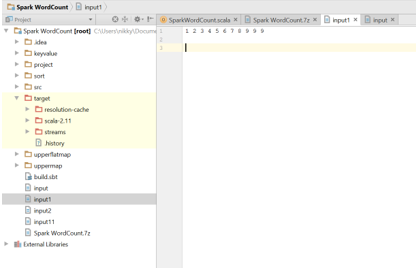 Spark WordCount input1
Project
SparkWordCount.scala Spark WordCount.7z input1 input
Spark WordCount [root] C:\Users\nikky\Docume
.idea
keyvalue
project
sort
src
target
resolution-cache
scala-2.11
streams
.history
upperflatmap
uppermap
build.sbt
input
input1
input2
input11
Spark WordCount.7z
External Libraries
1 1 2 3 4 5 6 7 8 9 9 9
2
3